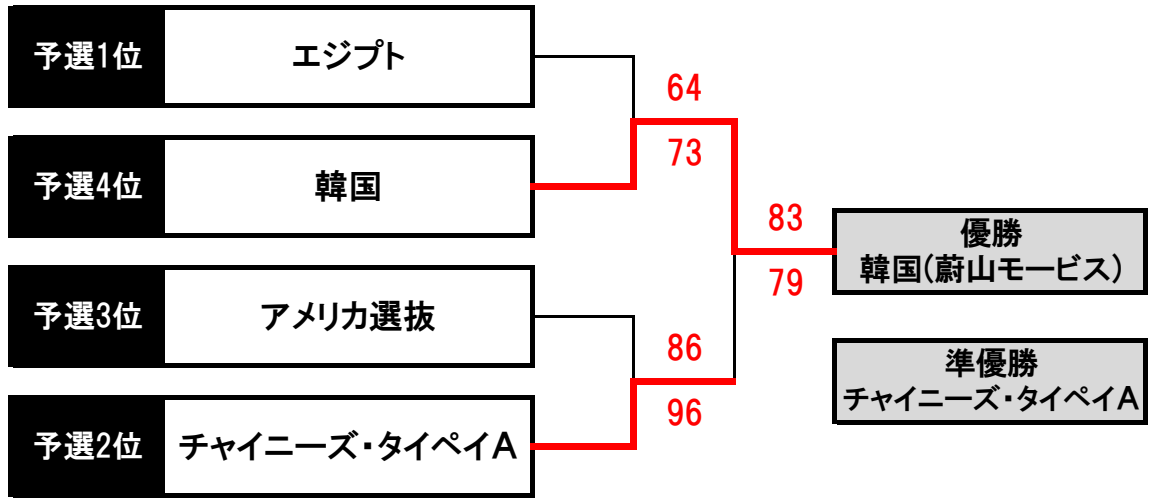 予選1位 エジプト
64
73
予選4位 韓国
83
優勝
韓国(蔚山モービス)
79
予選3位 アメリカ選抜
86
準優勝
チャイニーズ・タイペイA
96
予選2位 チャイニーズ・タイペイA